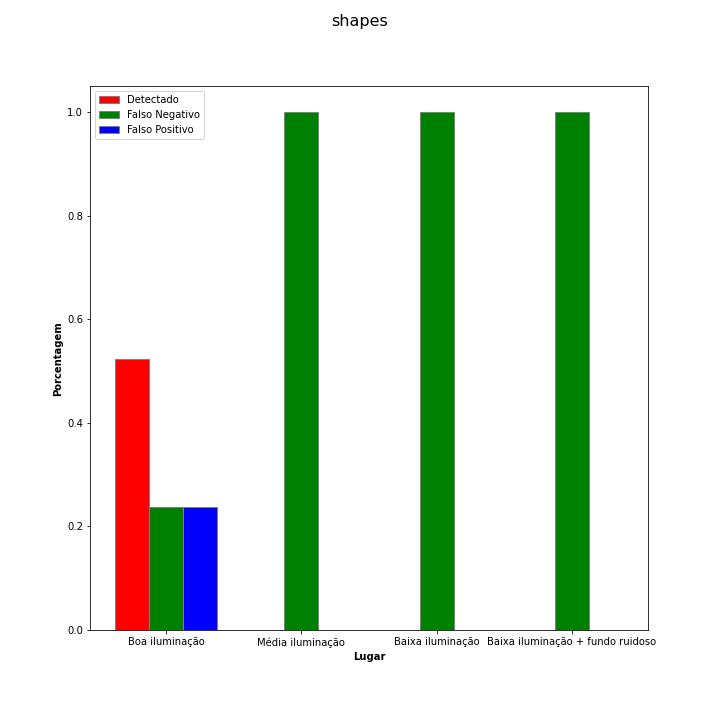 shapes
Detectado
Falso Negativo
Falso Positivo
1.0
0.8
0.6
0.4
0.2
0.0
Porcentagem
Boa iluminação
Média iluminação
Baixa iluminação
Baixa iluminação + fundo ruidoso
Lugar